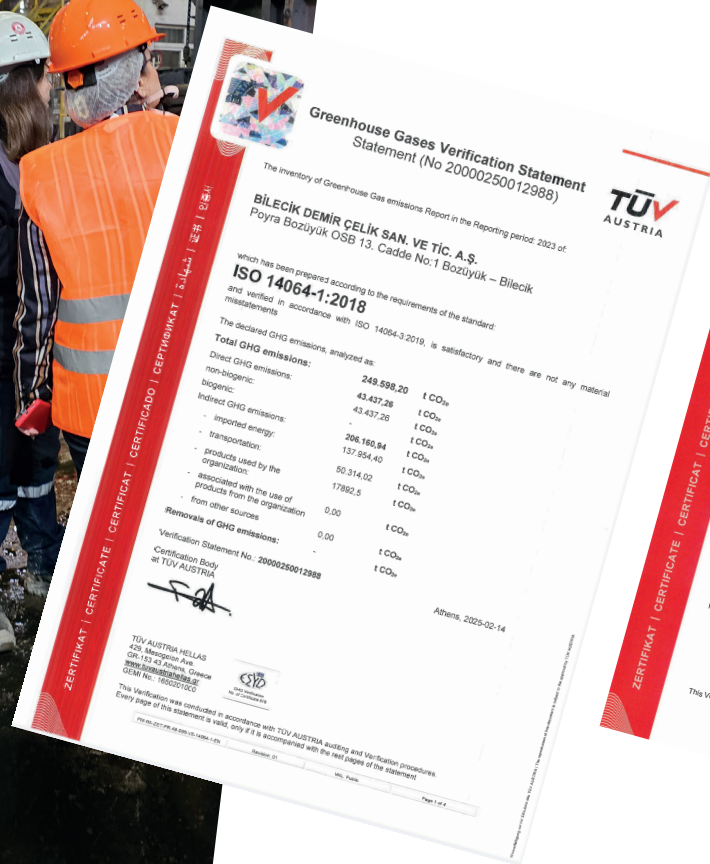 Greenhouse Gases Verification Statement
Statement (No 20000250012988)
TÜV
AUSTRIA
The inventory of Greenhouse Gas emissions Report in the Reporting period: 2023 of:
BİLECİK DEMİR ÇELİK SAN. VE TİC. A.Ş.
Poyra Bozüyük OSB 13. Cadde No:1 Bozüyük – Bilecik
which has been prepared according to the requirements of the standard:
ISO 14064-1:2018
and verified in accordance with ISO 14064-3:2019, is satisfactory and there are not any material
misstatements
The declared GHG emissions, analyzed as:
Total GHG emissions: 249.598,20 t CO2e
Direct GHG emissions: 43.437,26 t CO2e
non-biogenic: 43.437,26 t CO2e
biogenic: - t CO2e
Indirect GHG emissions: 206.160,94 t CO2e
- imported energy: 137.954,40 t CO2e
- transportation: 50.314,02 t CO2e
- products used by the
organization: 17892,5 t CO2e
- associated with the use of
products from the organization 0,00 t CO2e
- from other sources 0,00 t CO2e
Removals of GHG emissions: - t CO2e
Verification Statement No.: 20000250012988
Certification Body
at TÜV AUSTRIA
Athens, 2025-02-14
TÜV AUSTRIA HELLAS
429, Mesogeion Ave.
GR-153 43 Athens, Greece
www.tuvaustriahellas.gr
ESYD
This Verification was conducted in accordance with TÜV AUSTRIA auditing and Verification procedures.
Every page of this statement is valid, only if it is accompanied with the rest pages of the statement
Revision: 01
Page 1 of 4
ZERTIFIKAT | CERTIFICATE | CERTIFICAT | CERTIFICADO | СЕРТИФИКАТ | شهادة | 证书 | 인증서
ZERTIFIKAT | CERTIFICATE | CERTIFICAT
This V